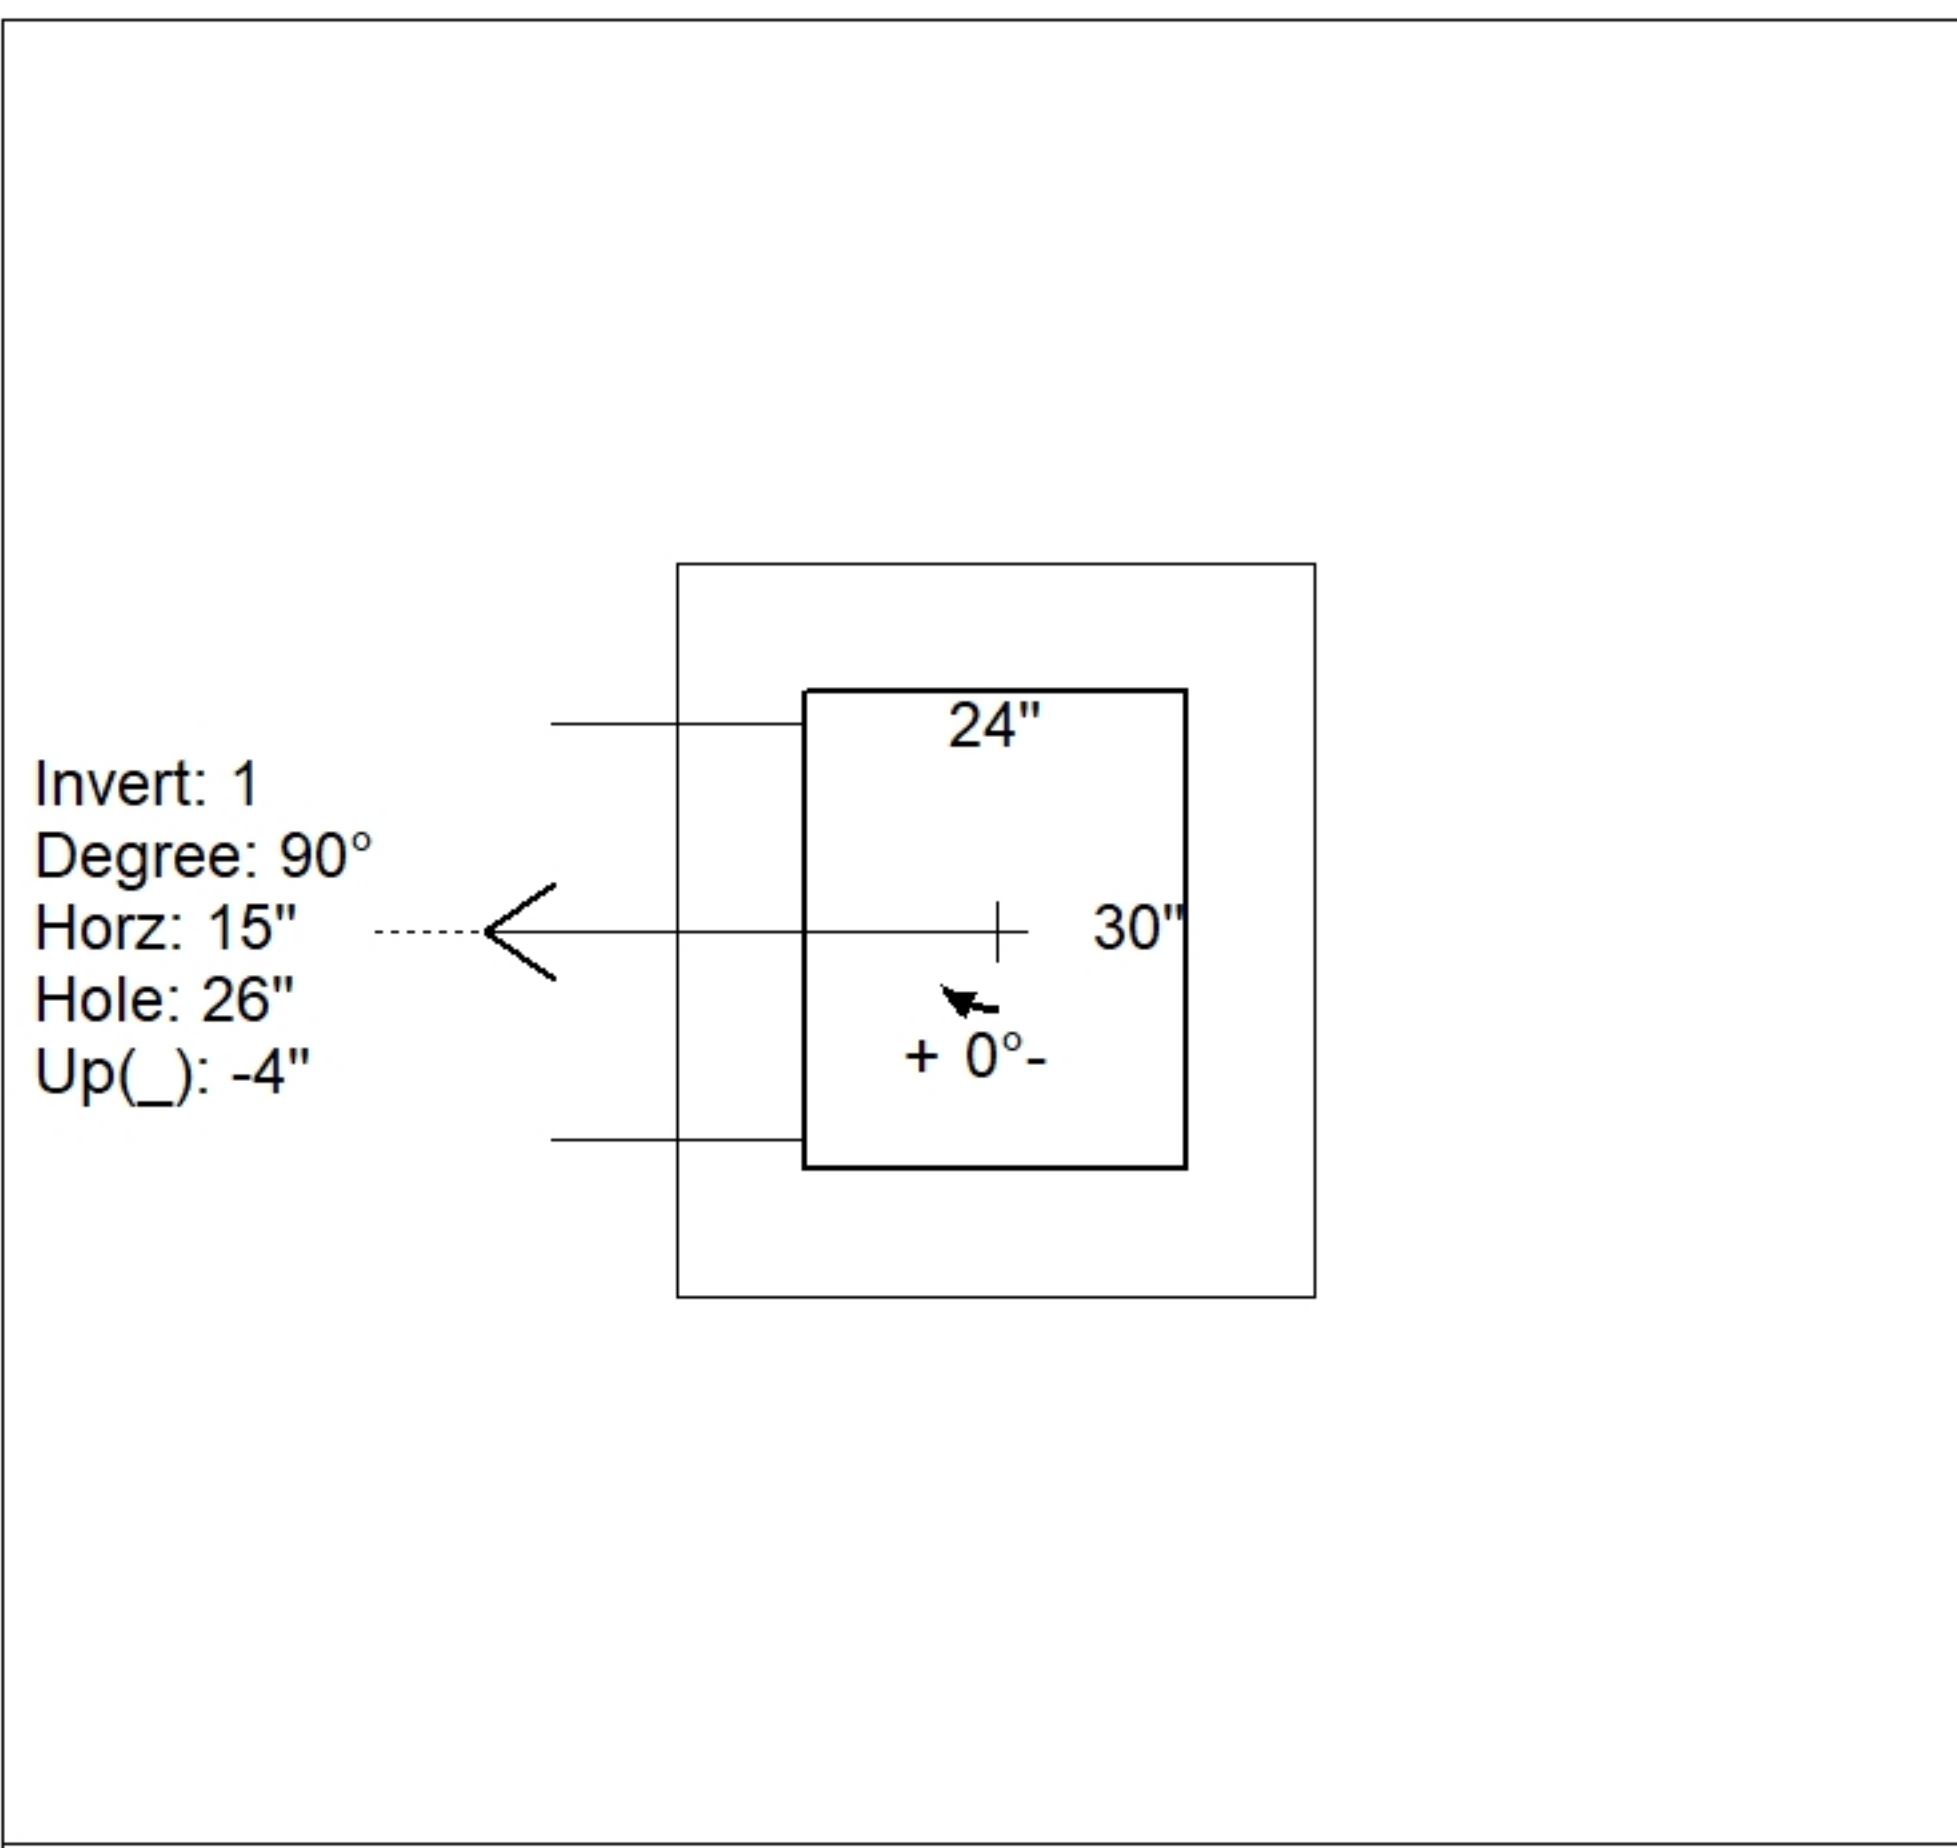 24"
Invert: 1
Degree: 90°
Horz: 15"
30"
Hole: 26"
+ 0°-
Up(_): -4"